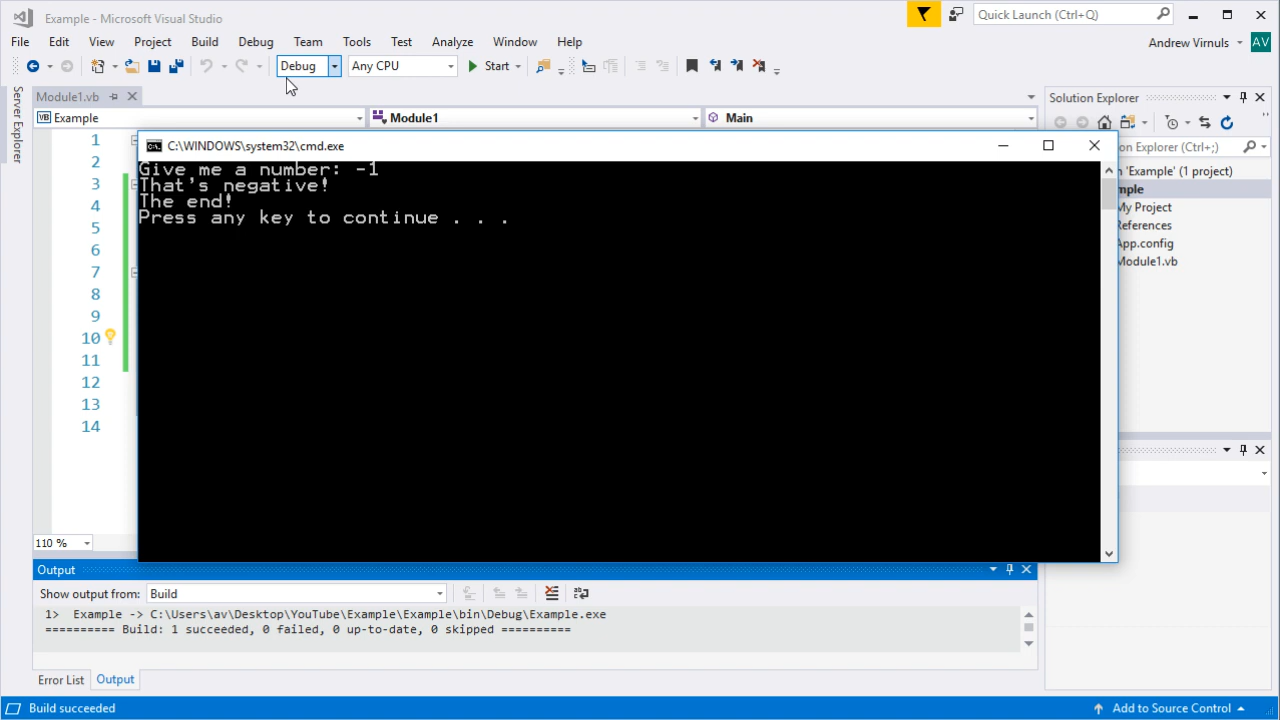 Example - Microsoft Visual Studio
Quick Launch (Ctrl+Q)
File Edit View Project Build Debug Team Tools Test Analyze Window Help
Andrew Virnuls AV
Debug Any CPU Start
Server Explorer
Module1.vb
Solution Explorer
Example Module1 Main
1
2
3
4
5
6
7
8
9
10
11
12
13
14
C:\WINDOWS\system32\cmd.exe
Give me a number: -1
That's negative!
The end!
Press any key to continue . . .
on Explorer (Ctrl+;)
'Example' (1 project)
mple
My Project
References
App.config
Module1.vb
110 %
Output
Show output from: Build
1> Example -> C:\Users\av\Desktop\YouTube\Example\Example\bin\Debug\Example.exe
========== Build: 1 succeeded, 0 failed, 0 up-to-date, 0 skipped ==========
Error List Output
Build succeeded
Add to Source Control